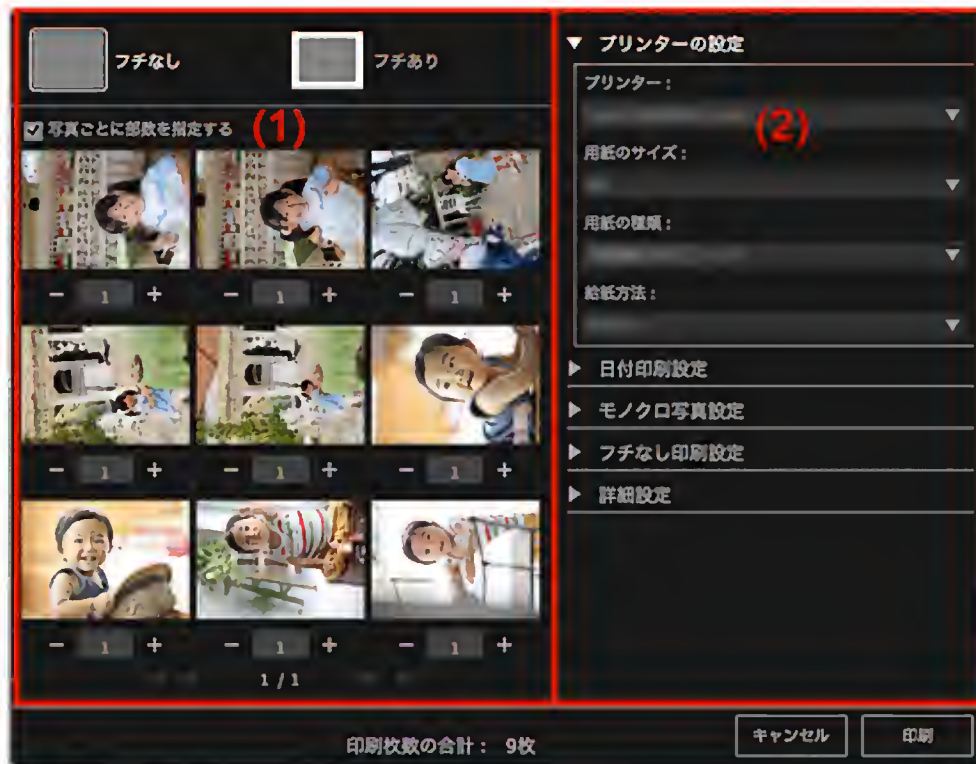 フチなし
フチあり
写真ごとに部数を指定する
(1)
− 1 +
− 1 +
− 1 +
− 1 +
− 1 +
− 1 +
− 1 +
− 1 +
− 1 +
1 / 1
▼ プリンターの設定
プリンター：
(2)
用紙のサイズ：
用紙の種類：
給紙方法：
日付印刷設定
モノクロ写真設定
フチなし印刷設定
詳細設定
印刷枚数の合計： 9枚
キャンセル
印刷